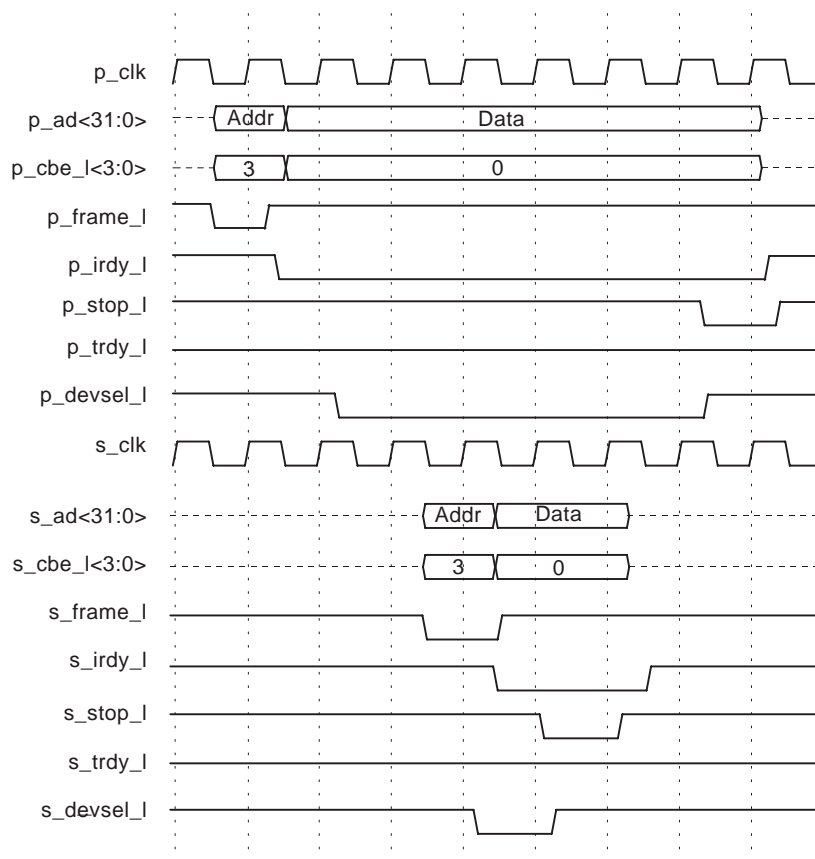 p_clk
p_ad<31:0> Addr Data
p_cbe_l<3:0> 3 0
p_frame_l
p_irdy_l
p_stop_l
p_trdy_l
p_devsel_l
s_clk
s_ad<31:0> Addr Data
s_cbe_l<3:0> 3 0
s_frame_l
s_irdy_l
s_stop_l
s_trdy_l
s_devsel_l